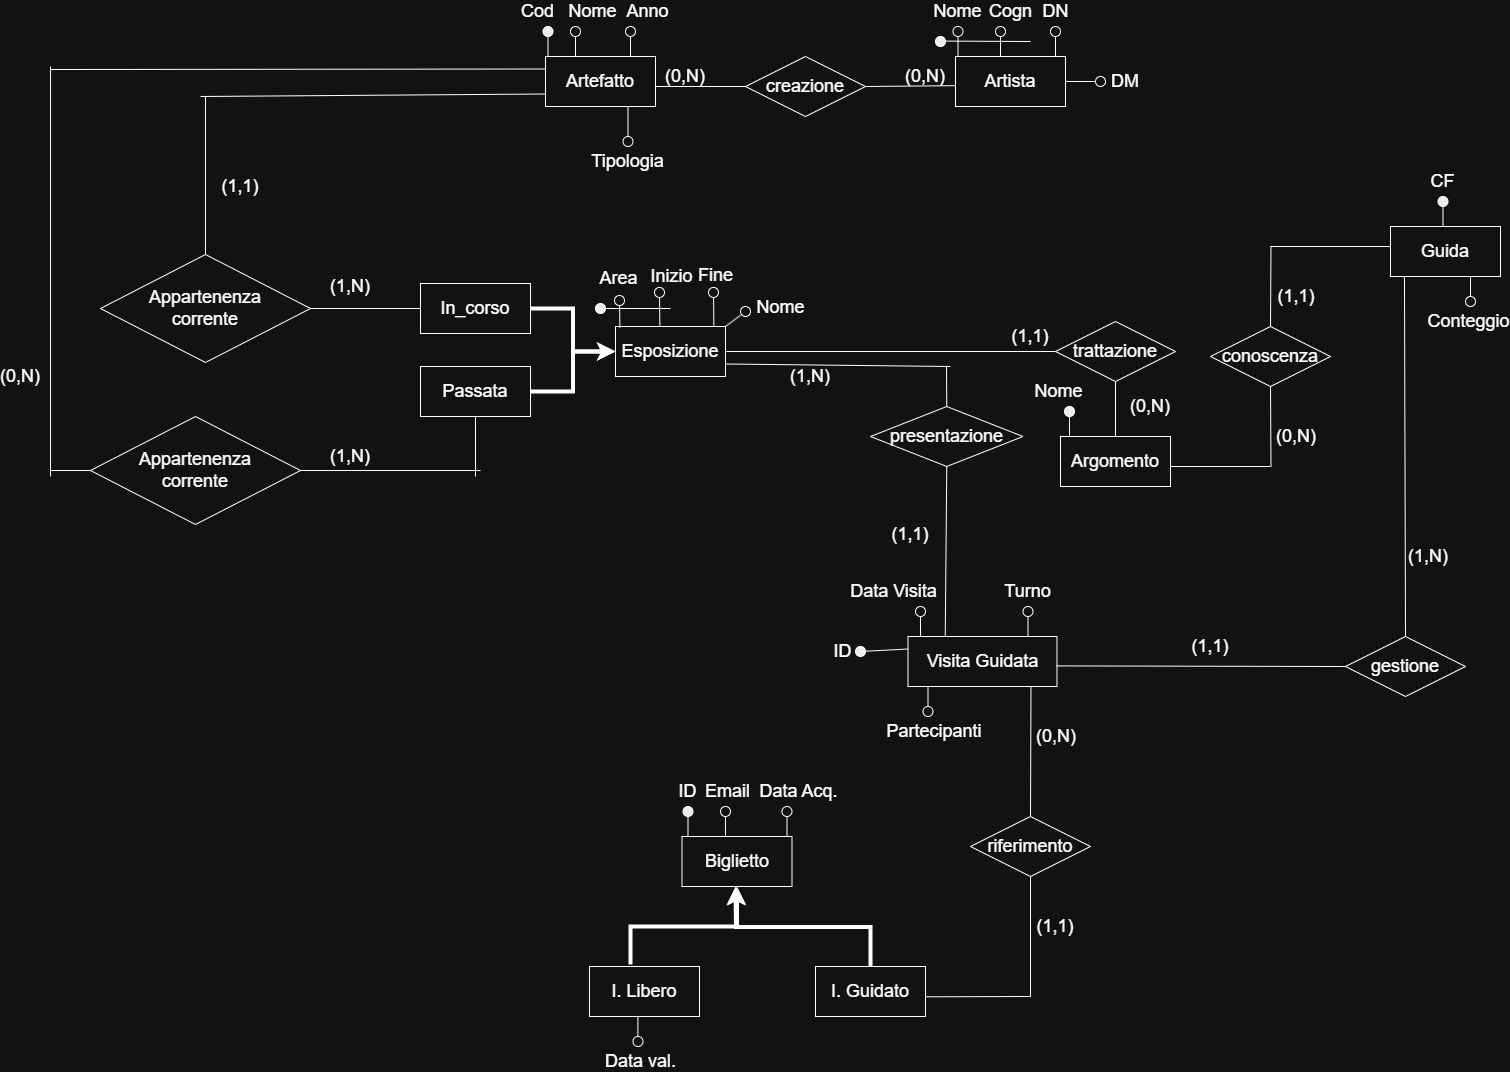 Cod Nome Anno
Nome Cogn DN
Artefatto
(0,N)
creazione
(0,N)
Artista
DM
Tipologia
(1,1)
CF
Guida
Conteggio
Appartenenza
corrente
(1,N)
In_corso
Area Inizio Fine
Nome
Esposizione
(1,1)
trattazione
(1,1)
conoscenza
(0,N)
Passata
(1,N)
Nome
(0,N)
(0,N)
presentazione
Argomento
Appartenenza
corrente
(1,N)
(1,1)
(1,N)
Data Visita
Turno
ID
Visita Guidata
(1,1)
gestione
Partecipanti
(0,N)
ID Email Data Acq.
Biglietto
riferimento
(1,1)
I. Libero
I. Guidato
Data val.